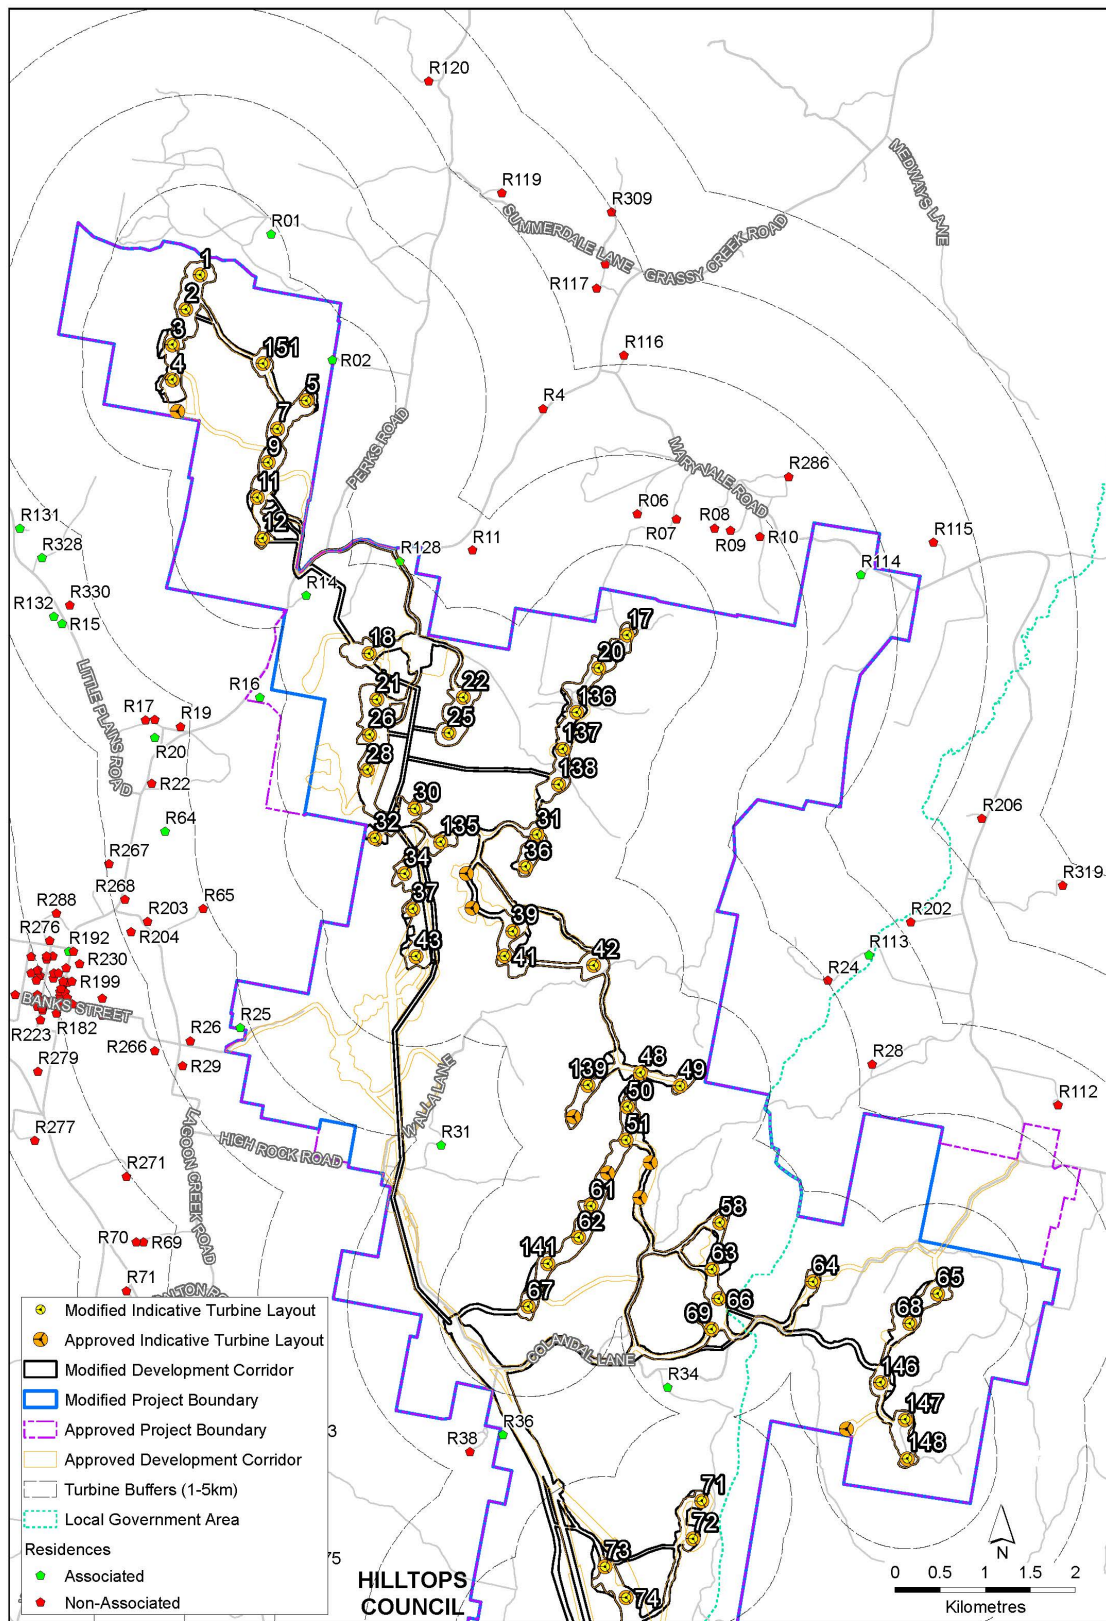 R120
MEDWAYS LANE
R119
R309
SUMMERDALE LANE
GRASSY CREEK ROAD
R01
R117
1
2
3
4
151
5
R02
R116
7
R4
9
PERKS ROAD
11
MARYVALE ROAD
R286
12
R06
R07
R08
R09
R10
R11
R115
R131
R328
R128
R114
R14
R330
R132
R15
17
18
20
R16
21
22
136
LITTLE PLAINS ROAD
R17
R19
26
25
137
R20
28
138
R22
30
R206
R64
32
135
31
R267
34
36
R319
R268
37
R65
R288
R203
39
R202
R276
R204
43
R192
41
42
R113
R230
R24
R199
BANKS STREET
R223
R182
R26
R25
R266
R29
R28
R279
139
48
49
WALLALANE
50
R112
51
R277
R31
HIGH ROCK ROAD
LAGOON CREEK ROAD
R271
61
58
R70
R69
62
141
63
64
R71
67
66
65
69
68
COLANDAL LANE
R34
146
R36
147
R38
148
3
71
72
75
73
74
HILLTOPS
COUNCIL
Modified Indicative Turbine Layout
Approved Indicative Turbine Layout
Modified Development Corridor
Modified Project Boundary
Approved Project Boundary
Approved Development Corridor
Turbine Buffers (1-5km)
Local Government Area
Residences
Associated
Non-Associated
N
0 0.5 1 1.5 2
Kilometres